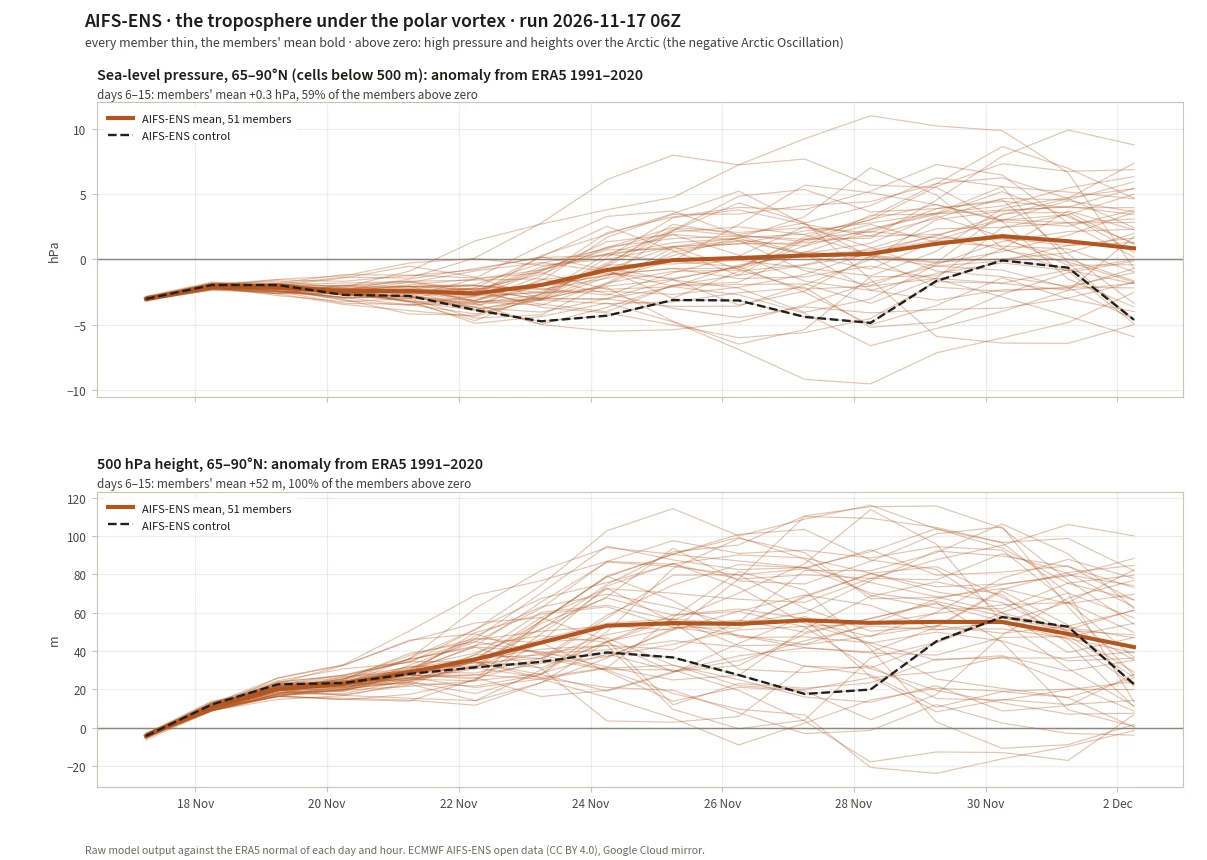 AIFS-ENS · the troposphere under the polar vortex · run 2026-11-17 06Z
every member thin, the members' mean bold · above zero: high pressure and heights over the Arctic (the negative Arctic Oscillation)
Sea-level pressure, 65–90°N (cells below 500 m): anomaly from ERA5 1991–2020
days 6–15: members' mean +0.3 hPa, 59% of the members above zero
AIFS-ENS mean, 51 members
AIFS-ENS control
10
5
0
−5
−10
hPa
500 hPa height, 65–90°N: anomaly from ERA5 1991–2020
days 6–15: members' mean +52 m, 100% of the members above zero
AIFS-ENS mean, 51 members
AIFS-ENS control
120
100
80
60
40
20
0
−20
m
18 Nov
20 Nov
22 Nov
24 Nov
26 Nov
28 Nov
30 Nov
2 Dec
Raw model output against the ERA5 normal of each day and hour. ECMWF AIFS-ENS open data (CC BY 4.0), Google Cloud mirror.